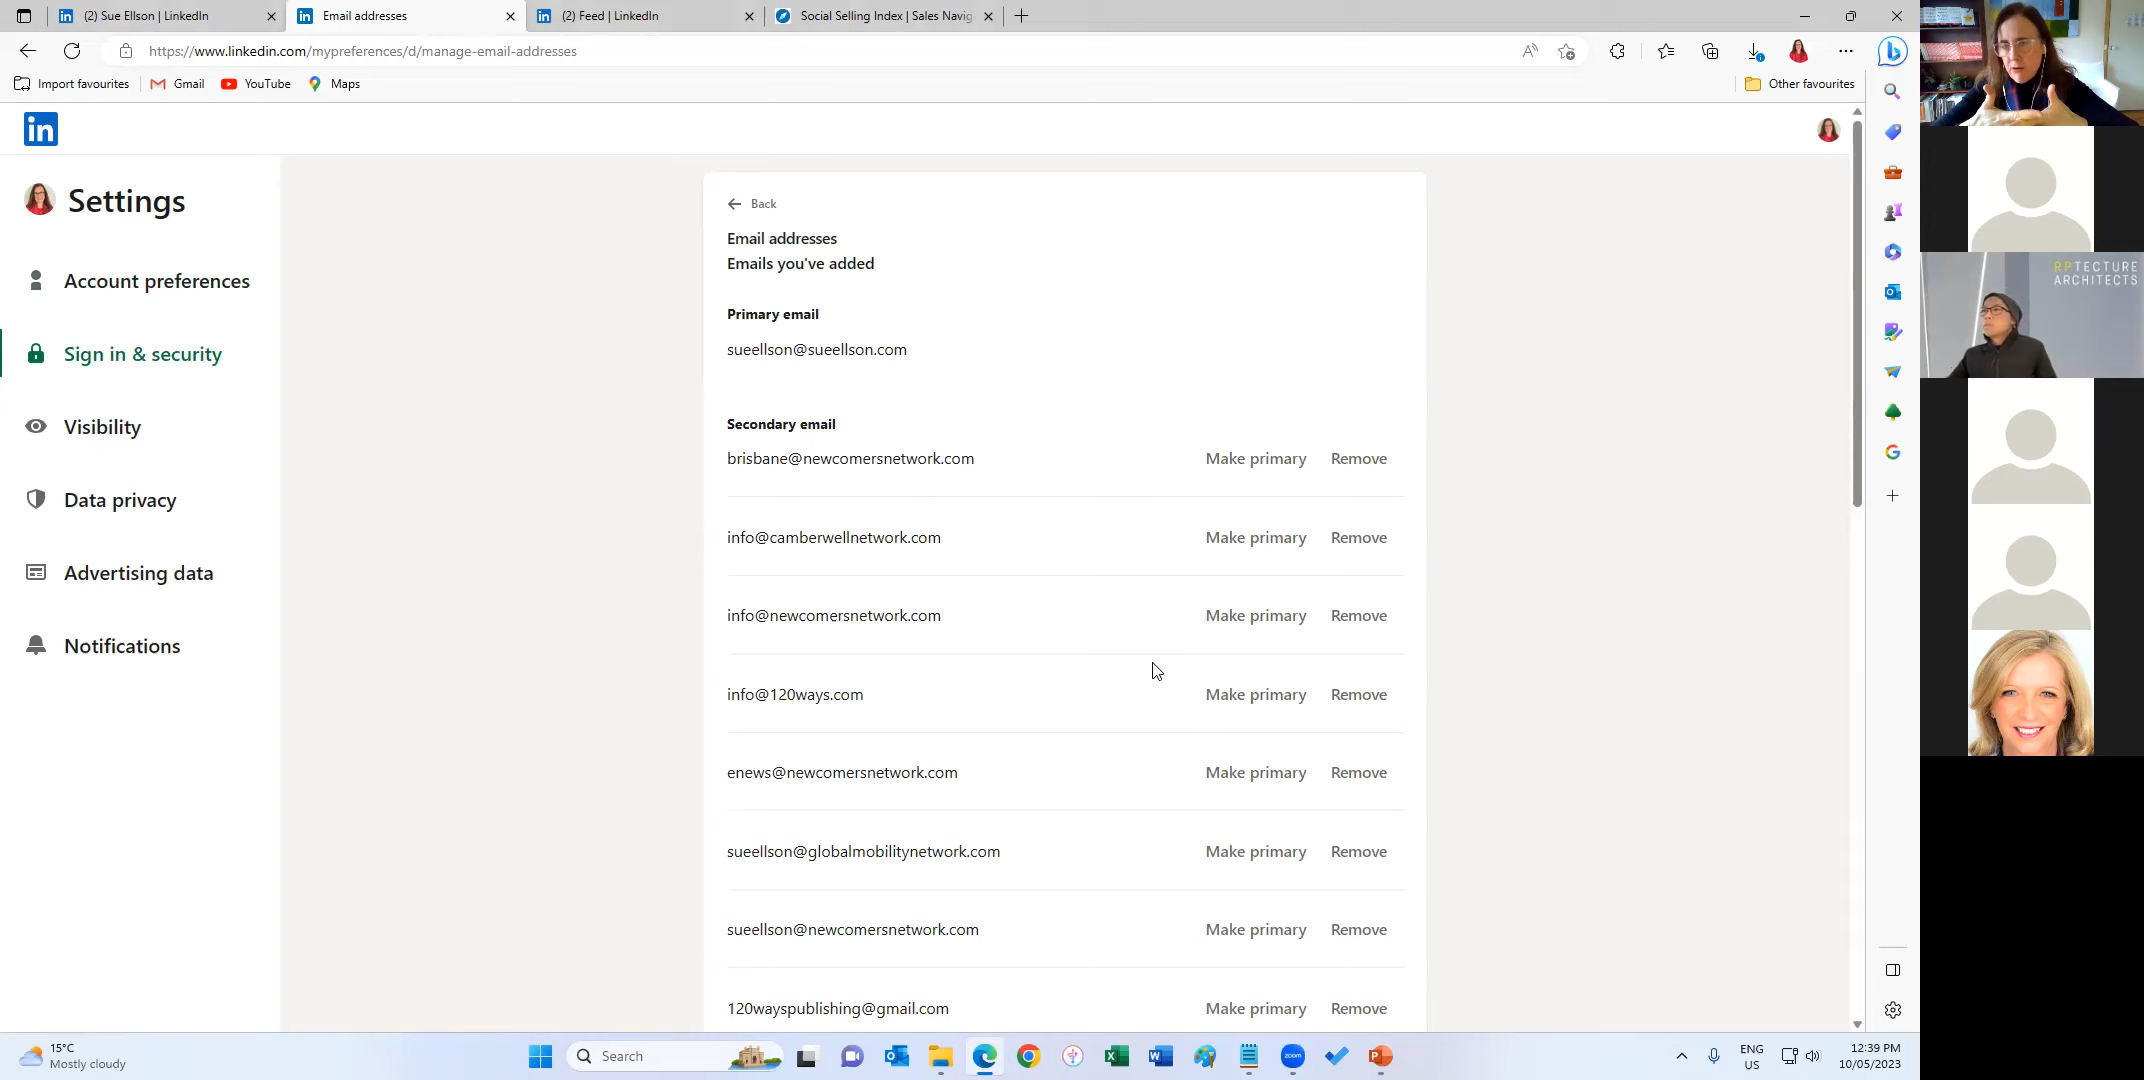 (2) Sue Ellson | LinkedIn
Email addresses
(2) Feed | LinkedIn
Social Selling Index | Sales Navig
https://www.linkedin.com/mypreferences/d/manage-email-addresses
Import favourites
Gmail
YouTube
Maps
Other favourites
in
Settings
Account preferences
Sign in & security
Visibility
Data privacy
Advertising data
Notifications
Back
Email addresses
Emails you've added
Primary email
sueellson@sueellson.com
Secondary email
brisbane@newcomersnetwork.com Make primary Remove
info@camberwellnetwork.com Make primary Remove
info@newcomersnetwork.com Make primary Remove
info@120ways.com Make primary Remove
enews@newcomersnetwork.com Make primary Remove
sueellson@globalmobilitynetwork.com Make primary Remove
sueellson@newcomersnetwork.com Make primary Remove
120wayspublishing@gmail.com Make primary Remove
RPTECTURE
ARCHITECTS
15°C
Mostly cloudy
Search
zoom
ENG
US
12:39 PM
10/05/2023